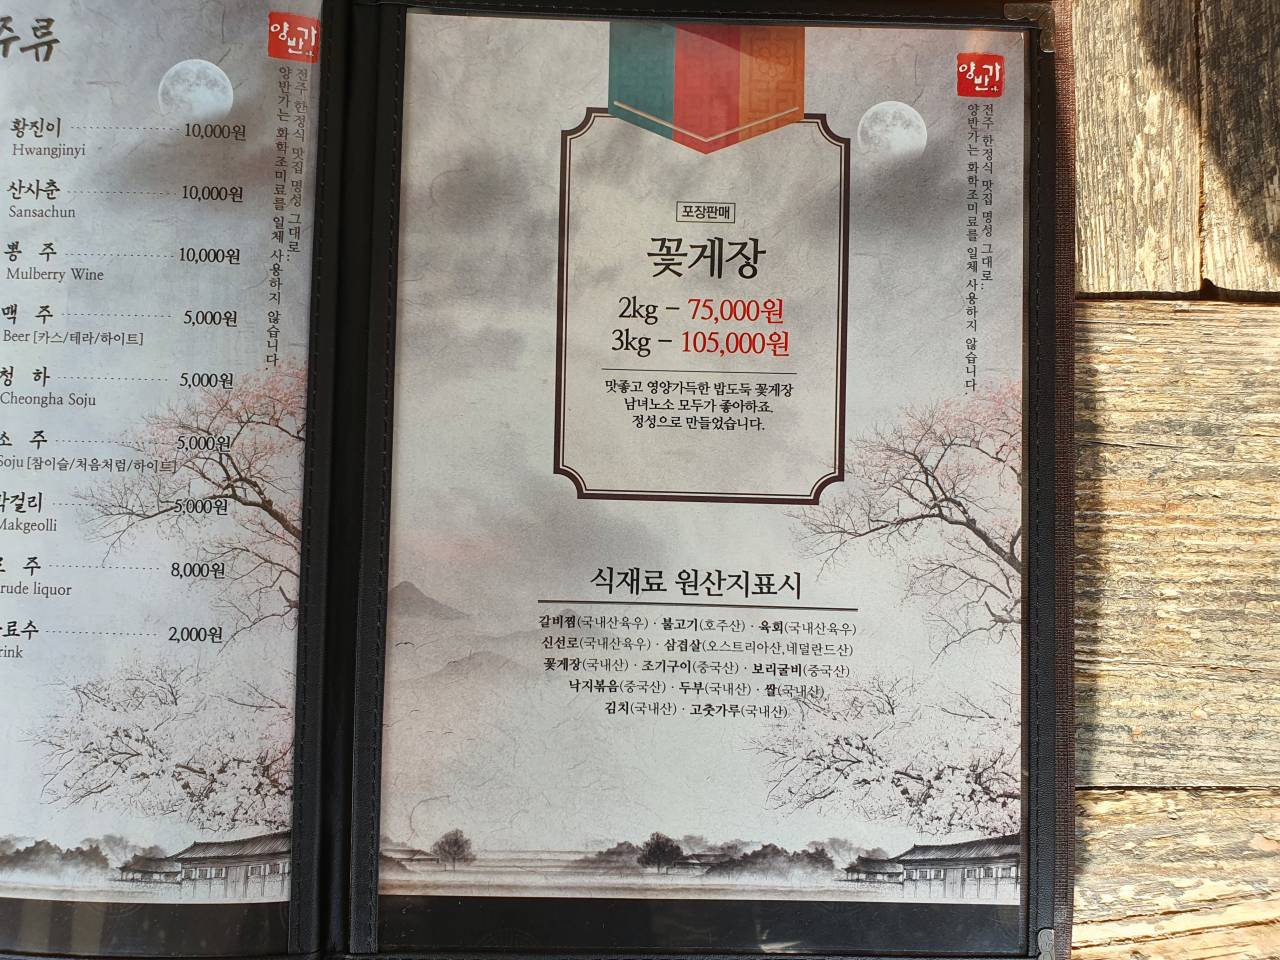 주류
황진이 10,000원
Hwangjinyi
산사춘 10,000원
Sansachun
뽕 주 10,000원
Mulberry Wine
맥 주 5,000원
Beer [카스/테라/하이트]
청 하 5,000원
Cheongha Soju
소 주 5,000원
Soju [참이슬/처음처럼/하이트]
막걸리 5,000원
Makgeolli
8,000원
liquor
2,000원
양반가
전주 한정식 맛집 명성 그대로..
양반가는 화학조미료를 일체 사용하지 않습니다.
포장판매
꽃게장
2kg - 75,000원
3kg - 105,000원
맛좋고 영양가득한 밥도둑 꽃게장
남녀노소 모두가 좋아하죠.
정성으로 만들었습니다.
식재료 원산지표시
갈비찜(국내산육우) · 불고기(호주산) · 육회(국내산육우)
신선로(국내산육우) · 삼겹살(오스트리아산,네덜란드산)
꽃게장(국내산) · 조기구이(중국산) · 보리굴비(중국산)
낙지볶음(중국산) · 두부(국내산) · 쌀(국내산)
김치(국내산) · 고춧가루(국내산)
양반가
전주 한정식 맛집 명성 그대로..
양반가는 화학조미료를 일체 사용하지 않습니다.